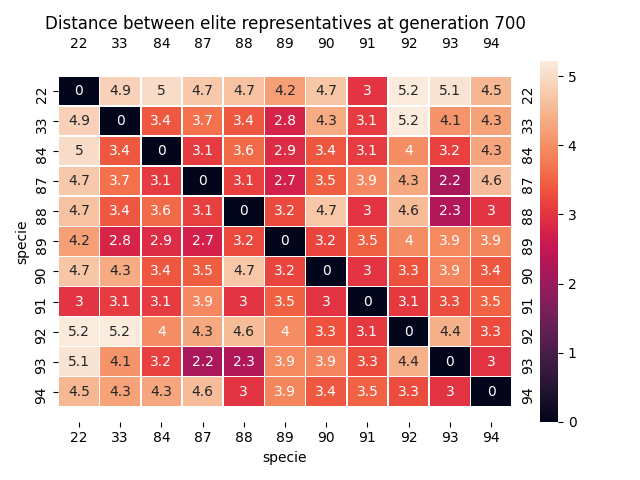 Distance between elite representatives at generation 700
22 33 84 87 88 89 90 91 92 93 94
22 0 4.9 5 4.7 4.7 4.2 4.7 3 5.2 5.1 4.5 22
33 4.9 0 3.4 3.7 3.4 2.8 4.3 3.1 5.2 4.1 4.3 33
84 5 3.4 0 3.1 3.6 2.9 3.4 3.1 4 3.2 4.3 84
87 4.7 3.7 3.1 0 3.1 2.7 3.5 3.9 4.3 2.2 4.6 87
88 4.7 3.4 3.6 3.1 0 3.2 4.7 3 4.6 2.3 3 88
89 4.2 2.8 2.9 2.7 3.2 0 3.2 3.5 4 3.9 3.9 89
90 4.7 4.3 3.4 3.5 4.7 3.2 0 3 3.3 3.9 3.4 90
91 3 3.1 3.1 3.9 3 3.5 3 0 3.1 3.3 3.5 91
92 5.2 5.2 4 4.3 4.6 4 3.3 3.1 0 4.4 3.3 92
93 5.1 4.1 3.2 2.2 2.3 3.9 3.9 3.3 4.4 0 3 93
94 4.5 4.3 4.3 4.6 3 3.9 3.4 3.5 3.3 3 0 94
22 33 84 87 88 89 90 91 92 93 94
specie
specie
5
4
3
2
1
0